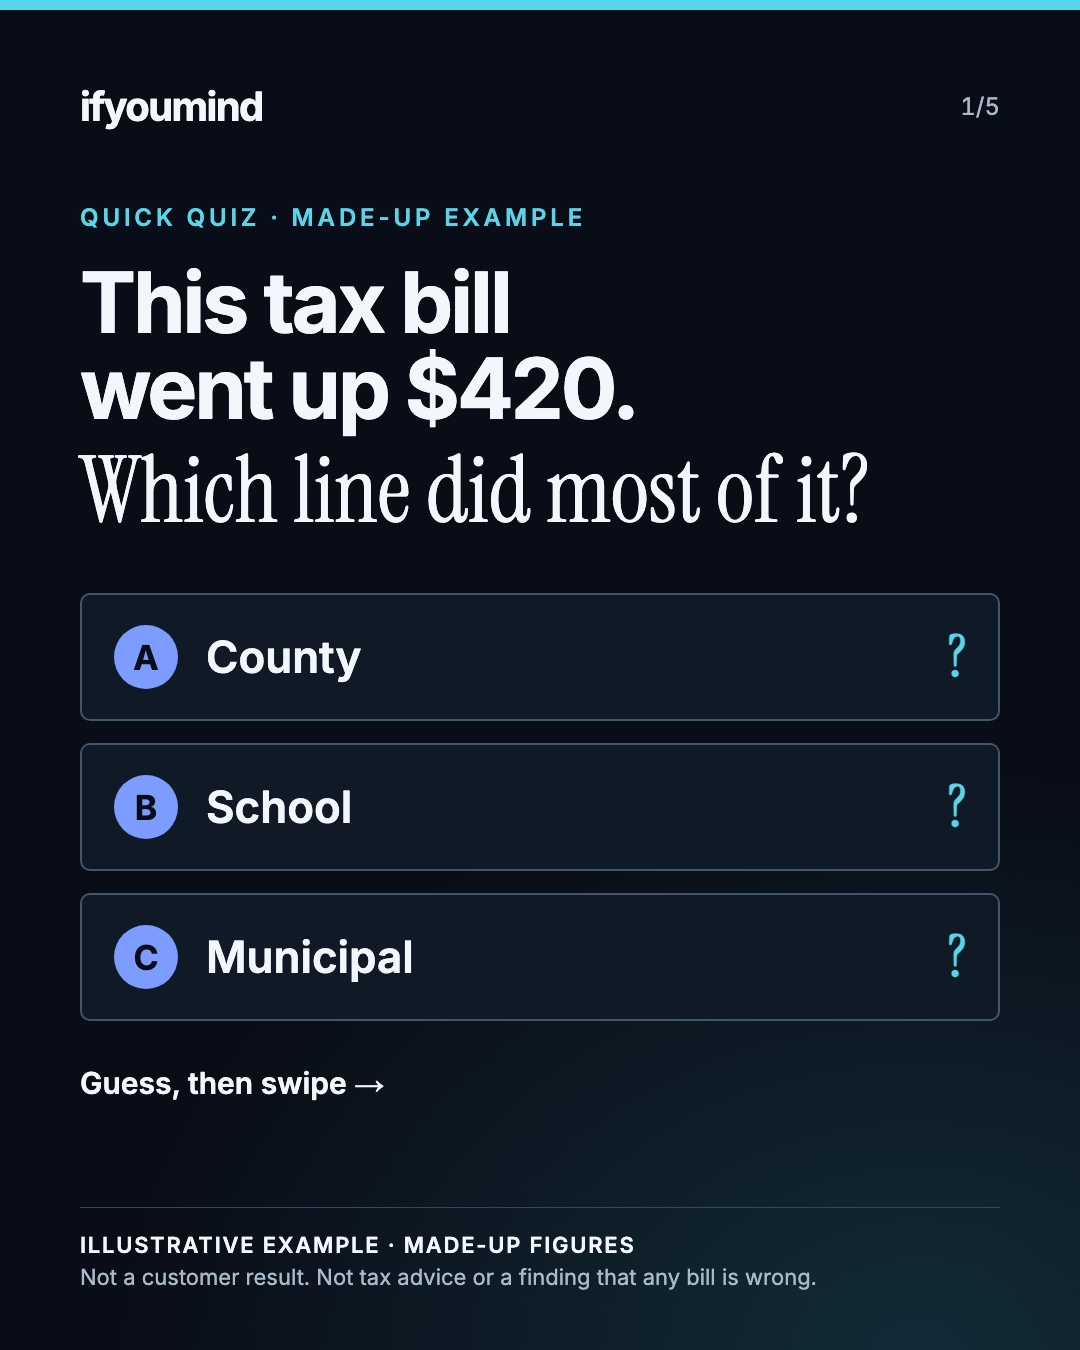 ifyoumind
1/5
QUICK QUIZ · MADE-UP EXAMPLE
This tax bill
went up $420.
Which line did most of it?
A County ?
B School ?
C Municipal ?
Guess, then swipe →
ILLUSTRATIVE EXAMPLE · MADE-UP FIGURES
Not a customer result. Not tax advice or a finding that any bill is wrong.